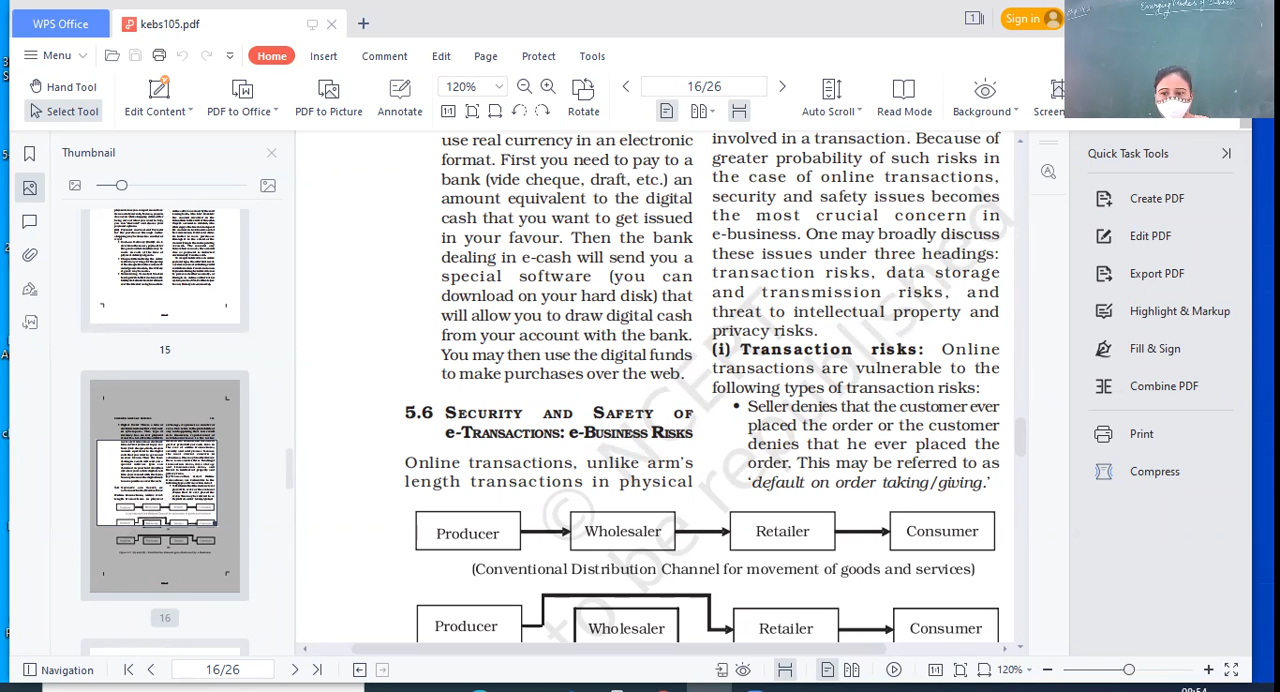 WPS Office
kebs105.pdf
Sign in
Menu
Home
Insert
Comment
Edit
Page
Protect
Tools
Hand Tool
Select Tool
Edit Content
PDF to Office
PDF to Picture
Annotate
120%
Rotate
16/26
Auto Scroll
Read Mode
Background
Screen
Thumbnail
15
16
use real currency in an electronic
format. First you need to pay to a
bank (vide cheque, draft, etc.) an
amount equivalent to the digital
cash that you want to get issued
in your favour. Then the bank
dealing in e-cash will send you a
special software (you can
download on your hard disk) that
will allow you to draw digital cash
from your account with the bank.
You may then use the digital funds
to make purchases over the web.
5.6 SECURITY AND SAFETY OF
e-TRANSACTIONS: e-BUSINESS RISKS
Online transactions, unlike arm's
length transactions in physical
involved in a transaction. Because of
greater probability of such risks in
the case of online transactions,
security and safety issues becomes
the most crucial concern in
e-business. One may broadly discuss
these issues under three headings:
transaction risks, data storage
and transmission risks, and
threat to intellectual property and
privacy risks.
(i) Transaction risks: Online
transactions are vulnerable to the
following types of transaction risks:
• Seller denies that the customer ever
placed the order or the customer
denies that he ever placed the
order. This may be referred to as
'default on order taking/giving.'
Producer
Wholesaler
Retailer
Consumer
(Conventional Distribution Channel for movement of goods and services)
Producer
Wholesaler
Retailer
Consumer
© NCERT
to be republished
Quick Task Tools
Create PDF
Edit PDF
Export PDF
Highlight & Markup
Fill & Sign
Combine PDF
Print
Compress
Navigation
16/26
120%